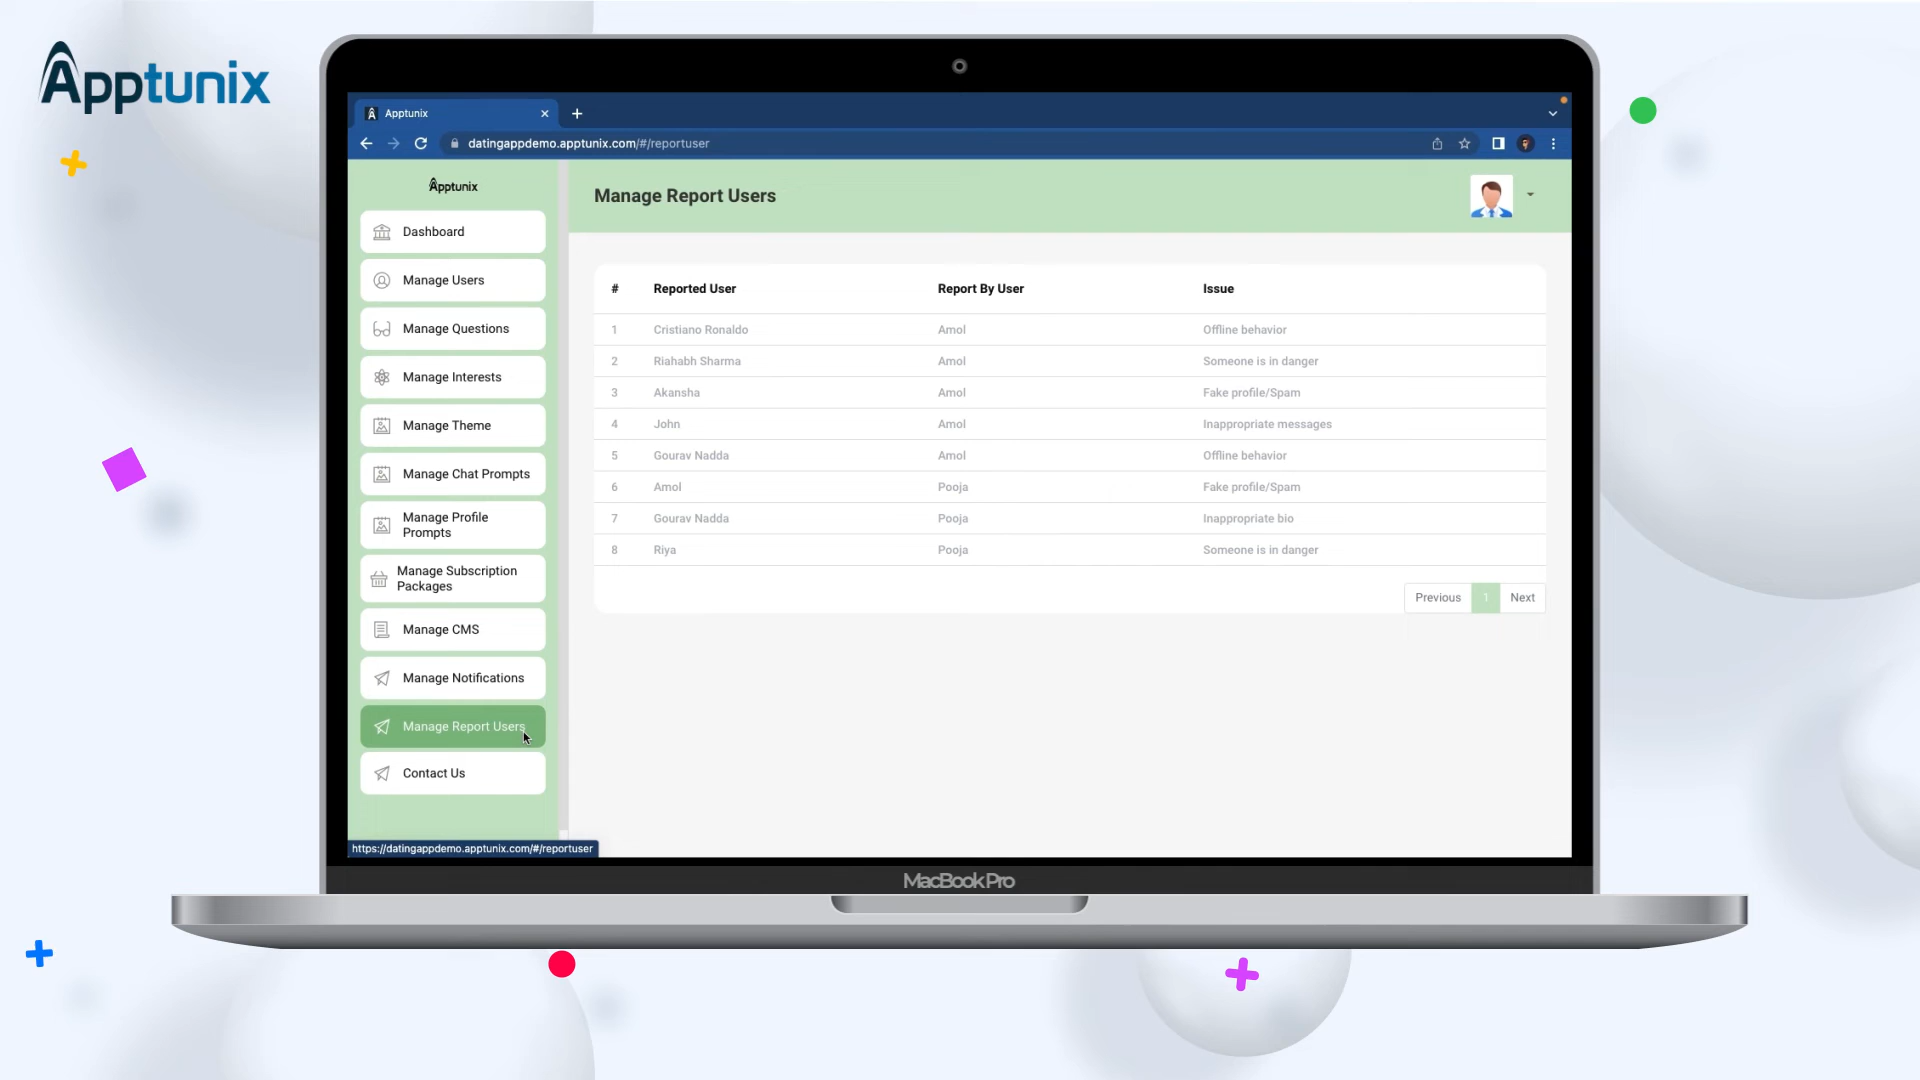 Apptunix
Apptunix
datingappdemo.apptunix.com/#/reportuser
Apptunix
Manage Report Users
Dashboard
Manage Users
Manage Questions
Manage Interests
Manage Theme
Manage Chat Prompts
Manage Profile
Prompts
Manage Subscription
Packages
Manage CMS
Manage Notifications
Manage Report Users
Contact Us
# Reported User Report By User Issue
1 Cristiano Ronaldo Amol Offline behavior
2 Riahabh Sharma Amol Someone is in danger
3 Akansha Amol Fake profile/Spam
4 John Amol Inappropriate messages
5 Gourav Nadda Amol Offline behavior
6 Amol Pooja Fake profile/Spam
7 Gourav Nadda Pooja Inappropriate bio
8 Riya Pooja Someone is in danger
Previous 1 Next
https://datingappdemo.apptunix.com/#/reportuser
MacBook Pro